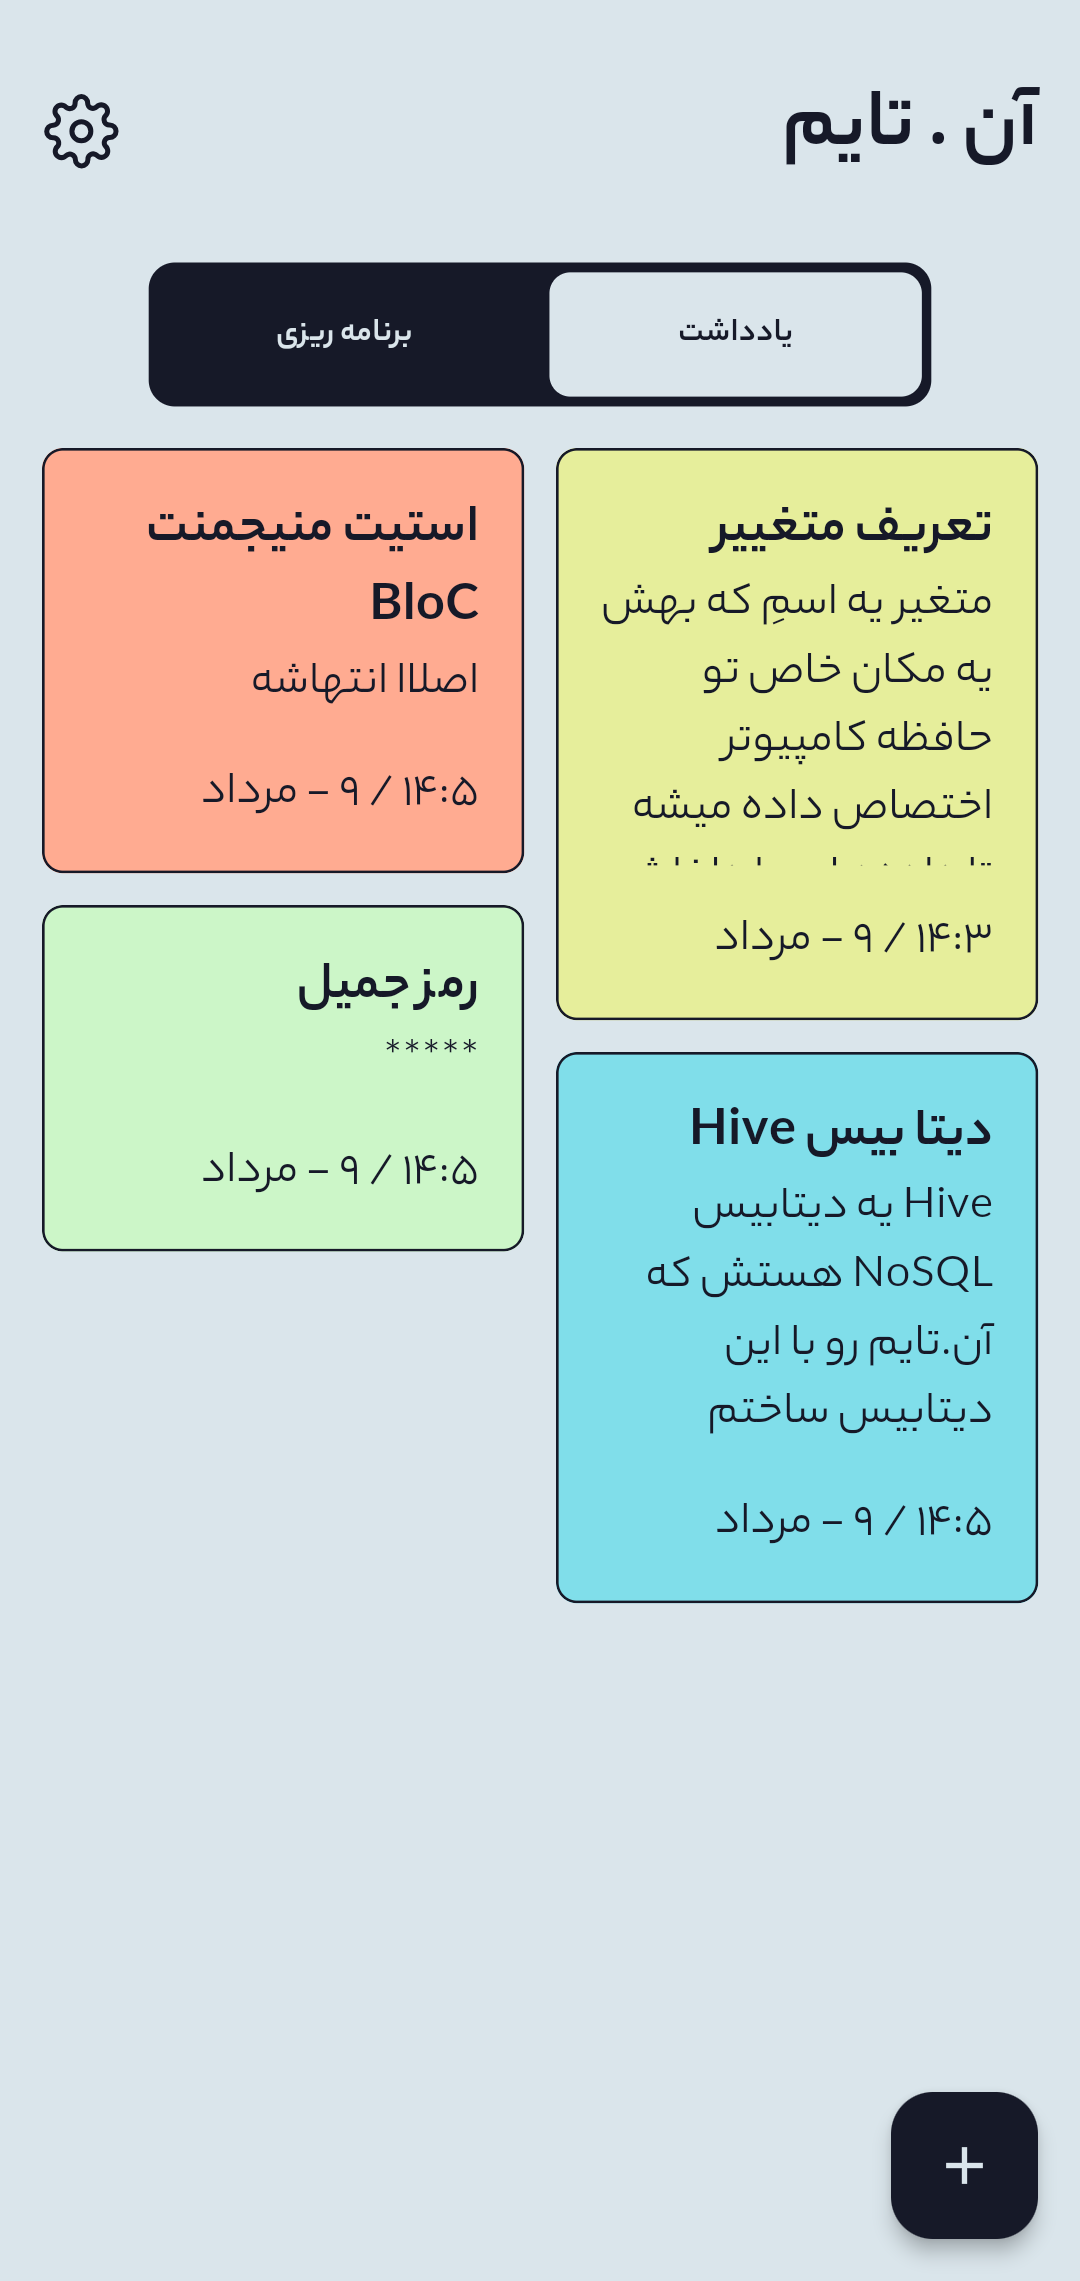 آن . تایم
یادداشت
برنامه ریزی
تعریف متغییر
متغیر یه اسمِ که بهش
یه مکان خاص تو
حافظه کامپیوتر
اختصاص داده میشه
۱۴:۳ / ۹ – مرداد
استیت منیجمنت
BloC
اصلاا انتهاشه
۱۴:۵ / ۹ – مرداد
دیتا بیس Hive
Hive یه دیتابیس
NoSQL هستش که
آن.تایم رو با این
دیتابیس ساختم
۱۴:۵ / ۹ – مرداد
رمز جمیل
*****
۱۴:۵ / ۹ – مرداد